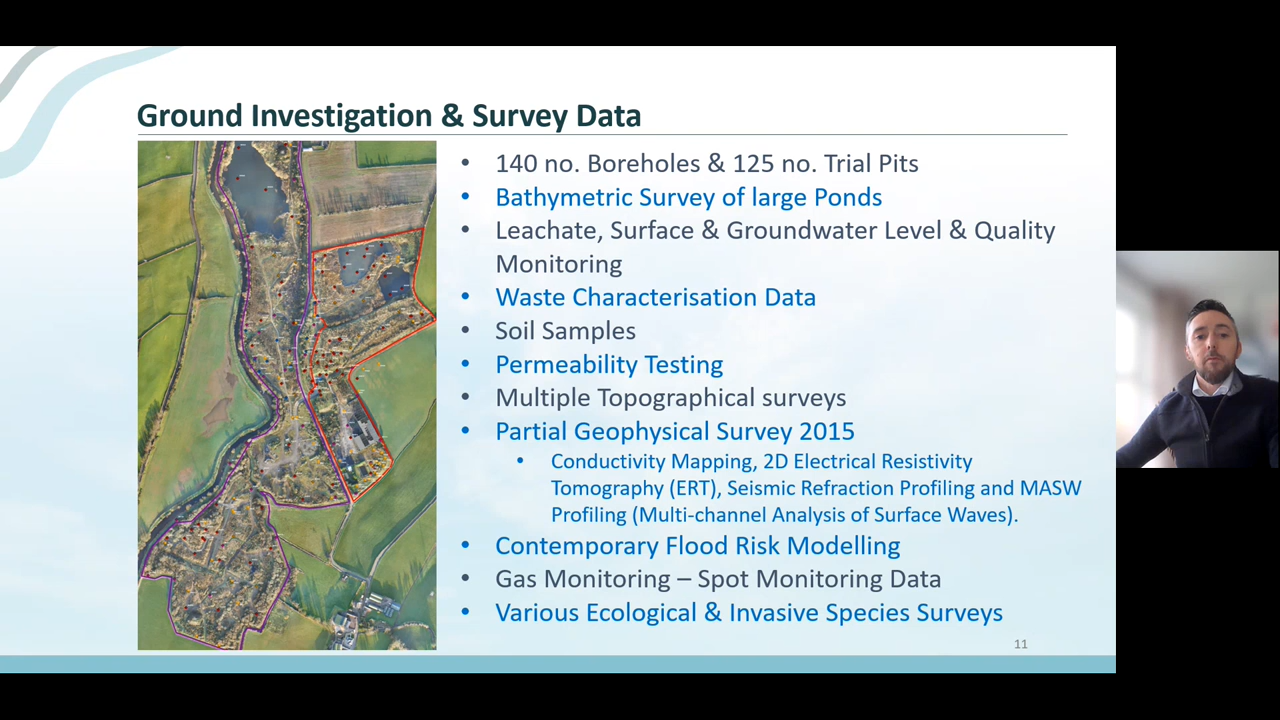 Ground Investigation & Survey Data
• 140 no. Boreholes & 125 no. Trial Pits
• Bathymetric Survey of large Ponds
• Leachate, Surface & Groundwater Level & Quality
Monitoring
• Waste Characterisation Data
• Soil Samples
• Permeability Testing
• Multiple Topographical surveys
• Partial Geophysical Survey 2015
• Conductivity Mapping, 2D Electrical Resistivity
Tomography (ERT), Seismic Refraction Profiling and MASW
Profiling (Multi-channel Analysis of Surface Waves).
• Contemporary Flood Risk Modelling
• Gas Monitoring – Spot Monitoring Data
• Various Ecological & Invasive Species Surveys
11